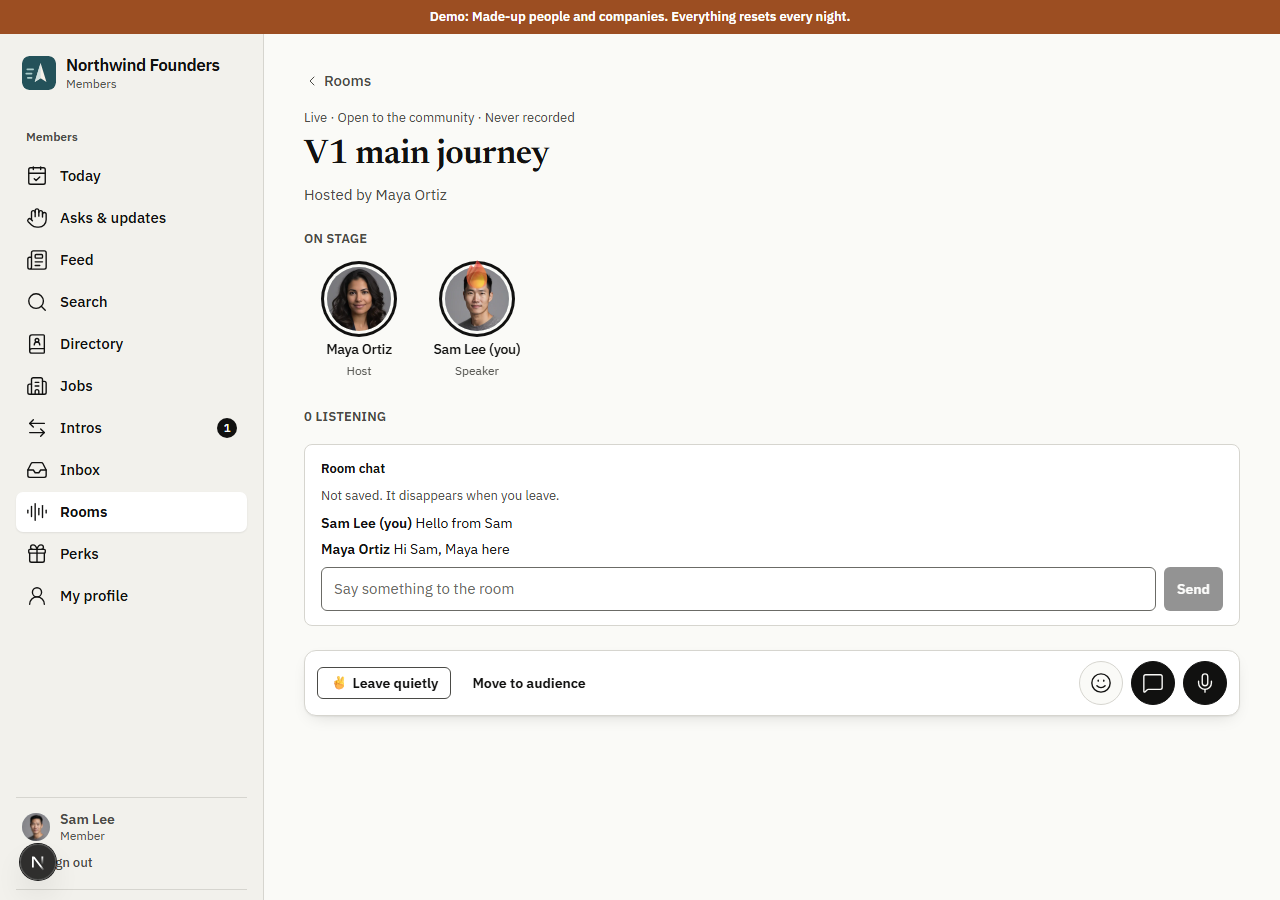 Demo: Made-up people and companies. Everything resets every night.
Northwind Founders
Members
Members
Today
Asks & updates
Feed
Search
Directory
Jobs
Intros 1
Inbox
Rooms
Perks
My profile
Sam Lee
Member
N gn out
Rooms
Live · Open to the community · Never recorded
V1 main journey
Hosted by Maya Ortiz
ON STAGE
Maya Ortiz
Host
Sam Lee (you)
Speaker
0 LISTENING
Room chat
Not saved. It disappears when you leave.
Sam Lee (you) Hello from Sam
Maya Ortiz Hi Sam, Maya here
Say something to the room
Send
✌️ Leave quietly
Move to audience